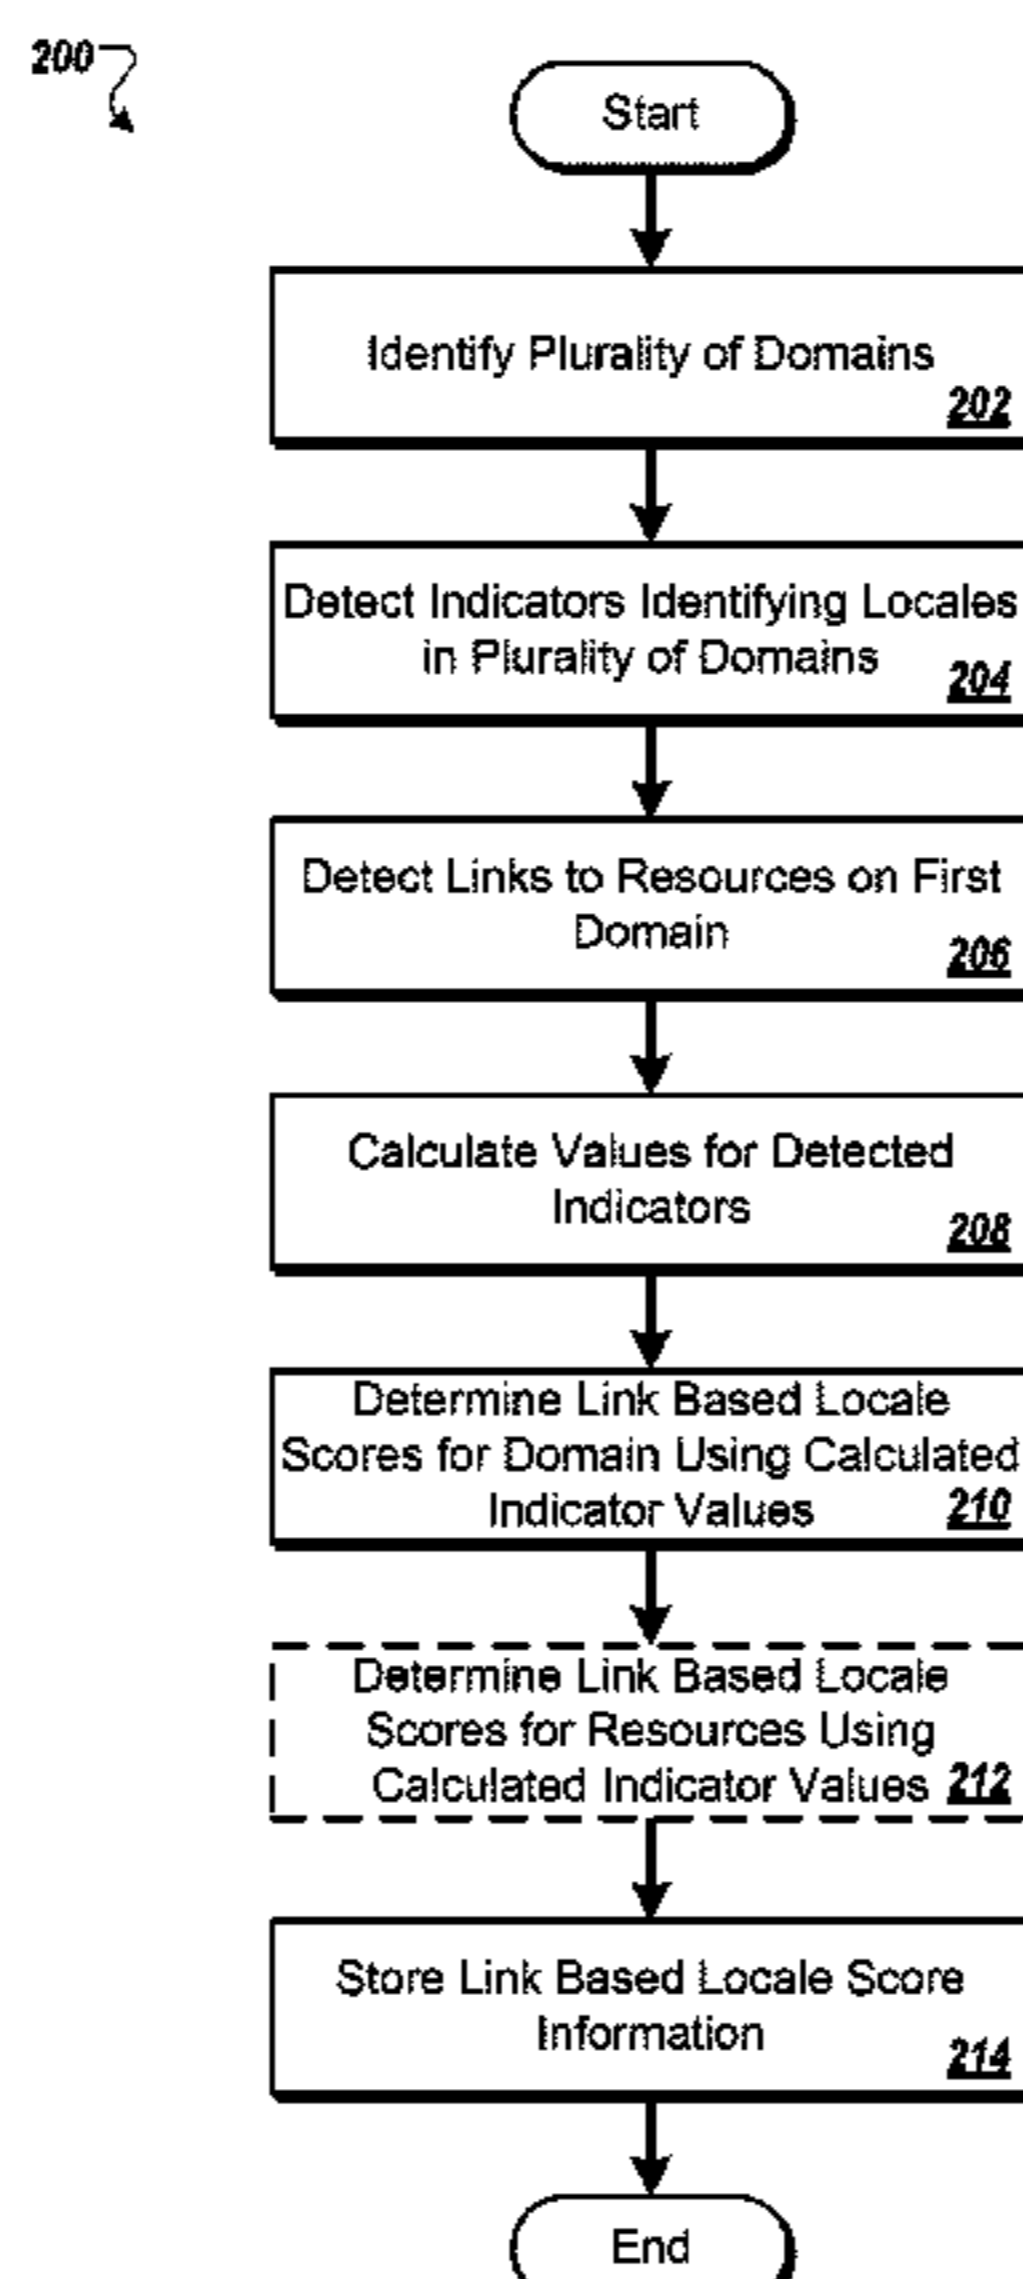 200
Start
Identify Plurality of Domains
202
Detect Indicators Identifying Locales
in Plurality of Domains
204
Detect Links to Resources on First
Domain
206
Calculate Values for Detected
Indicators
208
Determine Link Based Locale
Scores for Domain Using Calculated
Indicator Values
210
Determine Link Based Locale
Scores for Resources Using
Calculated Indicator Values
212
Store Link Based Locale Score
Information
214
End